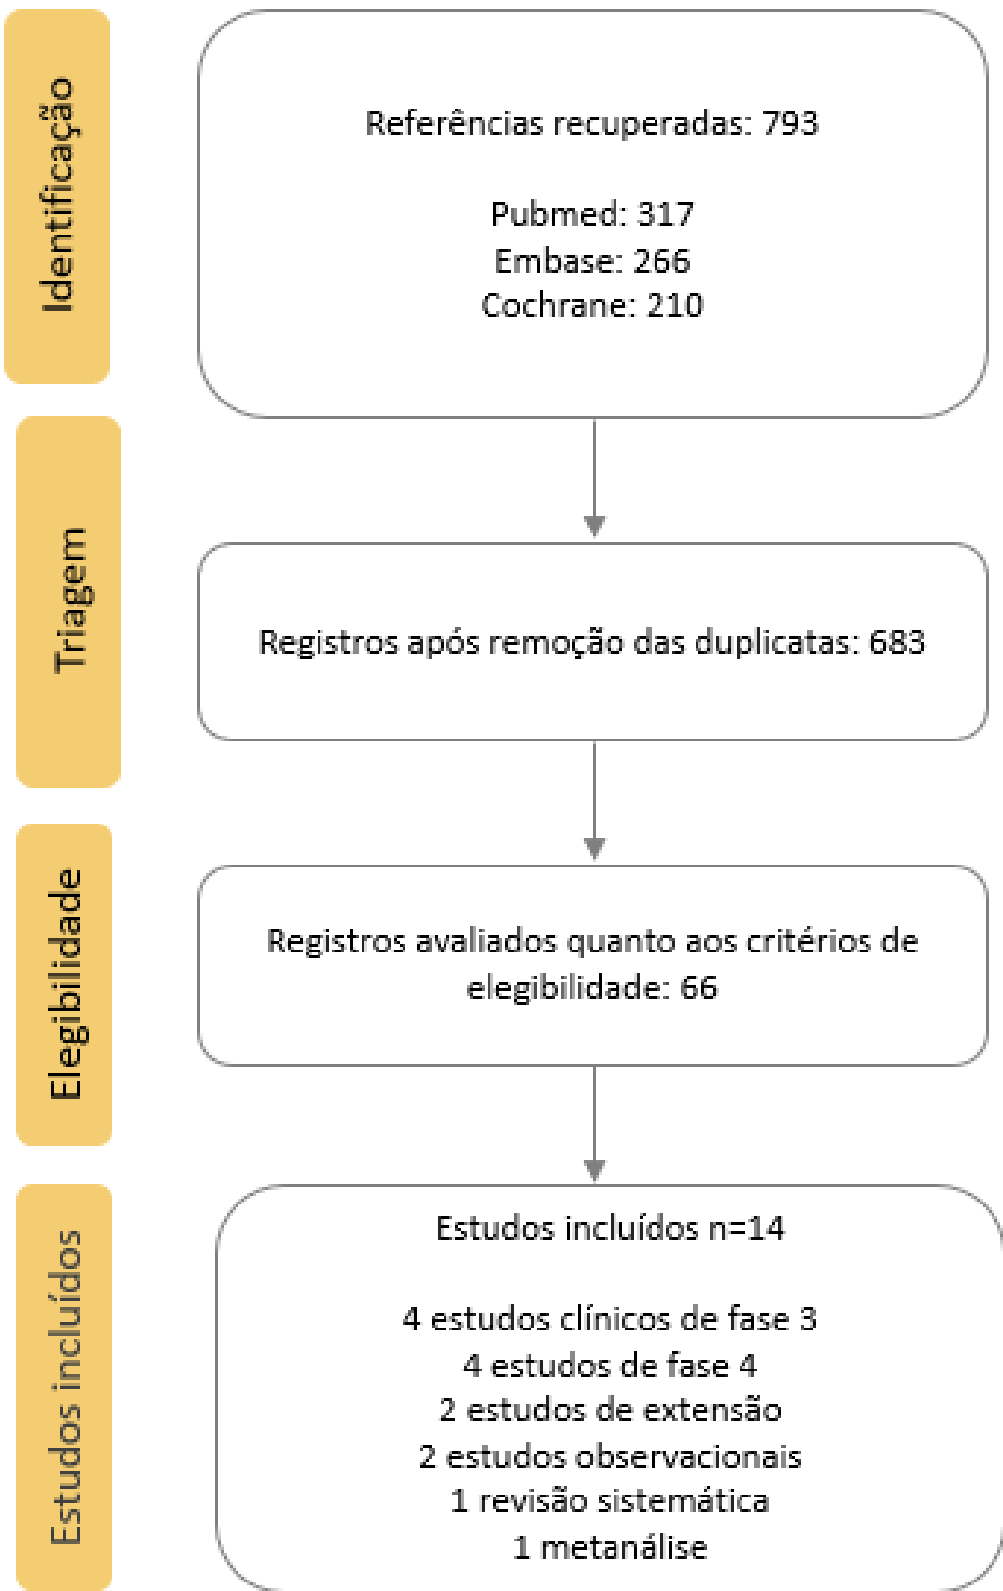 Identificação
Referências recuperadas: 793
Pubmed: 317
Embase: 266
Cochrane: 210
Triagem
Registros após remoção das duplicatas: 683
Elegibilidade
Registros avaliados quanto aos critérios de
elegibilidade: 66
Estudos incluídos
Estudos incluídos n=14
4 estudos clínicos de fase 3
4 estudos de fase 4
2 estudos de extensão
2 estudos observacionais
1 revisão sistemática
1 metanálise